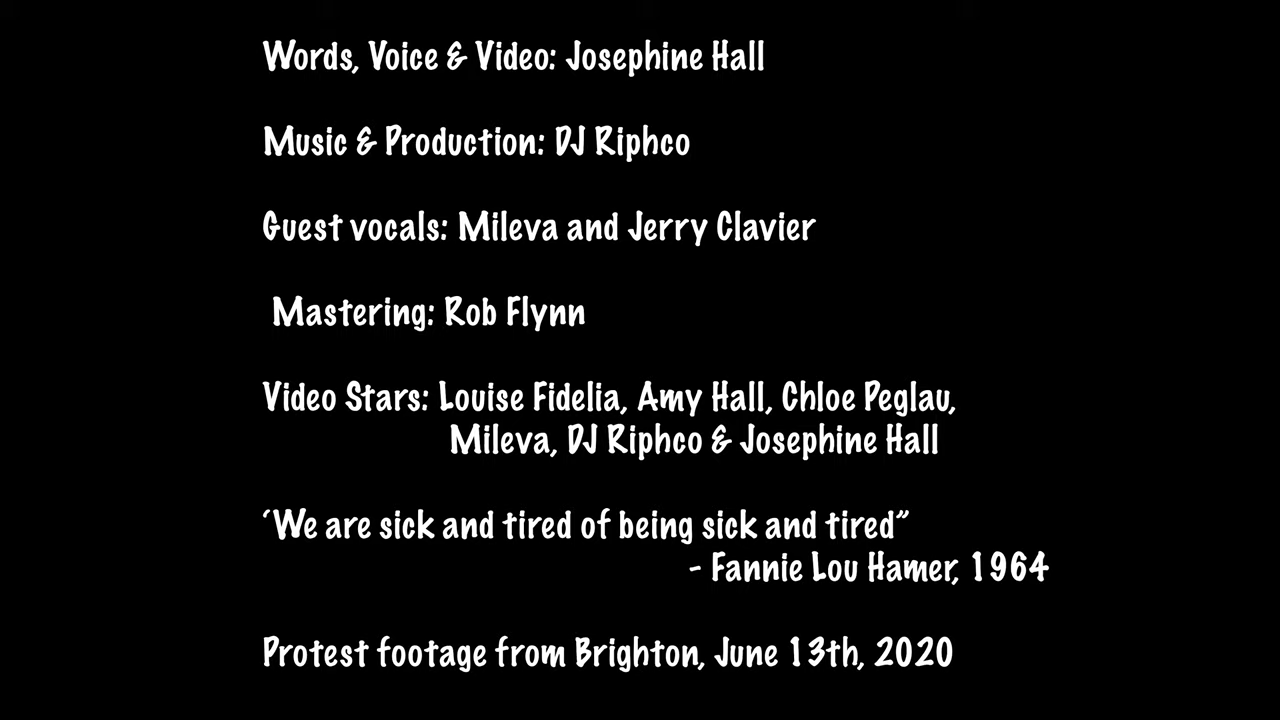 Words, Voice & Video: Josephine Hall
Music & Production: DJ Riphco
Guest vocals: Mileva and Jerry Clavier
Mastering: Rob Flynn
Video Stars: Louise Fidelia, Amy Hall, Chloe Peglau,
Mileva, DJ Riphco & Josephine Hall
‘We are sick and tired of being sick and tired”
- Fannie Lou Hamer, 1964
Protest footage from Brighton, June 13th, 2020